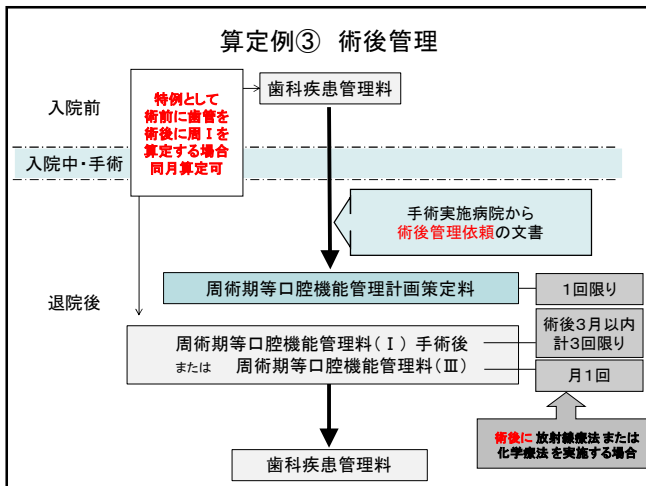 算定例③ 術後管理
入院前
特例として
術前に歯管を
術後に周Ⅰを
算定する場合
同月算定可
歯科疾患管理料
入院中・手術
手術実施病院から
術後管理依頼の文書
周術期等口腔機能管理計画策定料
1回限り
退院後
周術期等口腔機能管理料(Ⅰ)手術後
または 周術期等口腔機能管理料(Ⅲ)
術後3月以内
計3回限り
月1回
術後に 放射線療法 または
化学療法 を実施する場合
歯科疾患管理料